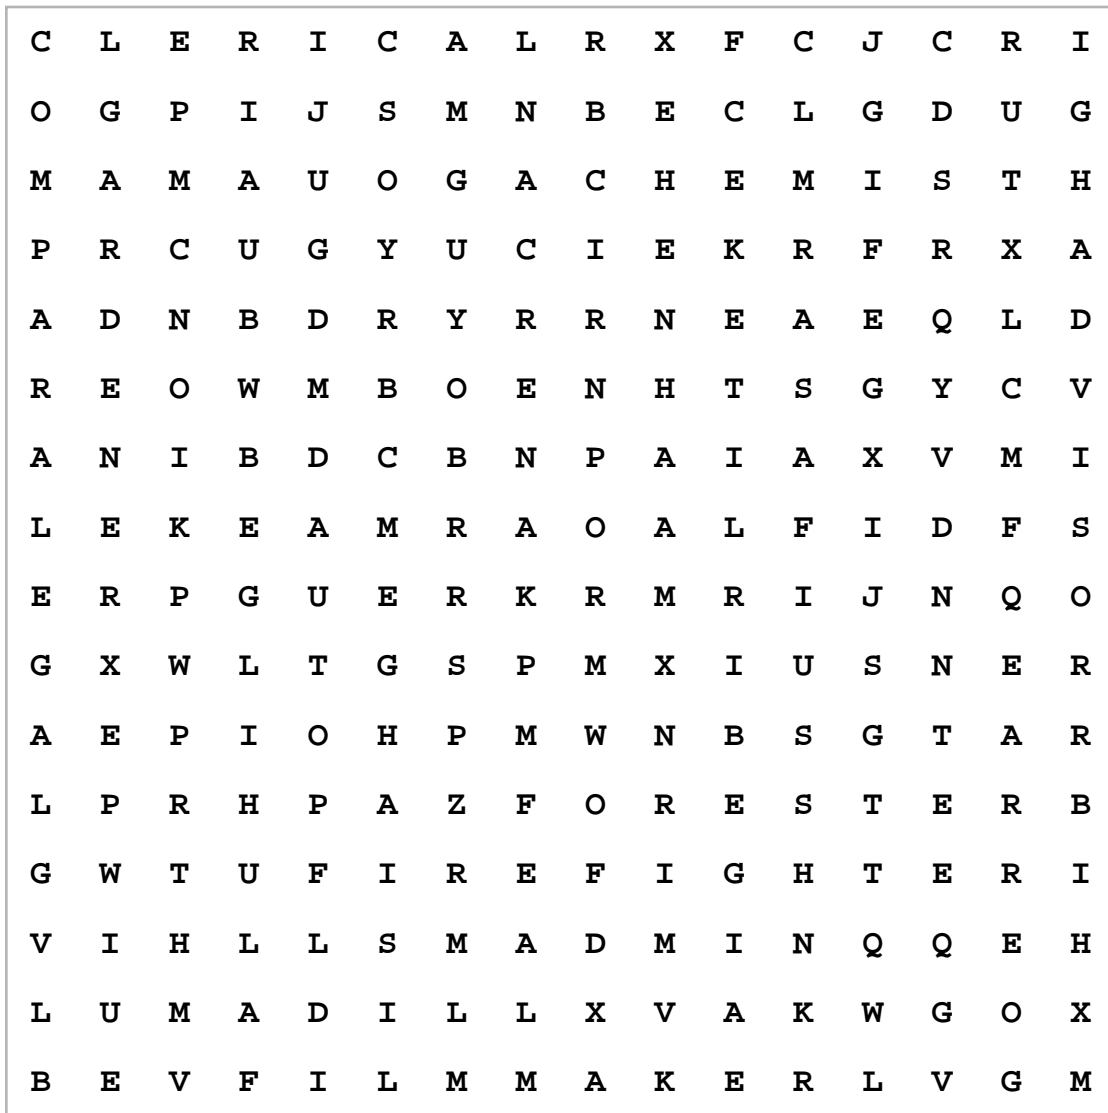 C L E R I C A L R X F C J C R I
O G P I J S M N B E C L G D U G
M A M A U O G A C H E M I S T H
P R C U G Y U C I E K R F R X A
A D N B D R Y R R N E A E Q L D
R E O W M B O E N H T S G Y C V
A N I B D C B N P A I A X V M I
L E K E A M R A O A L F I D F S
E R P G U E R K R M R I J N Q O
G X W L T G S P M X I U S N E R
A E P I O H P M W N B S G T A R
L P R H P A Z F O R E S T E R B
G W T U F I R E F I G H T E R I
V I H L L S M A D M I N Q Q E H
L U M A D I L L X V A K W G O X
B E V F I L M M A K E R L V G M